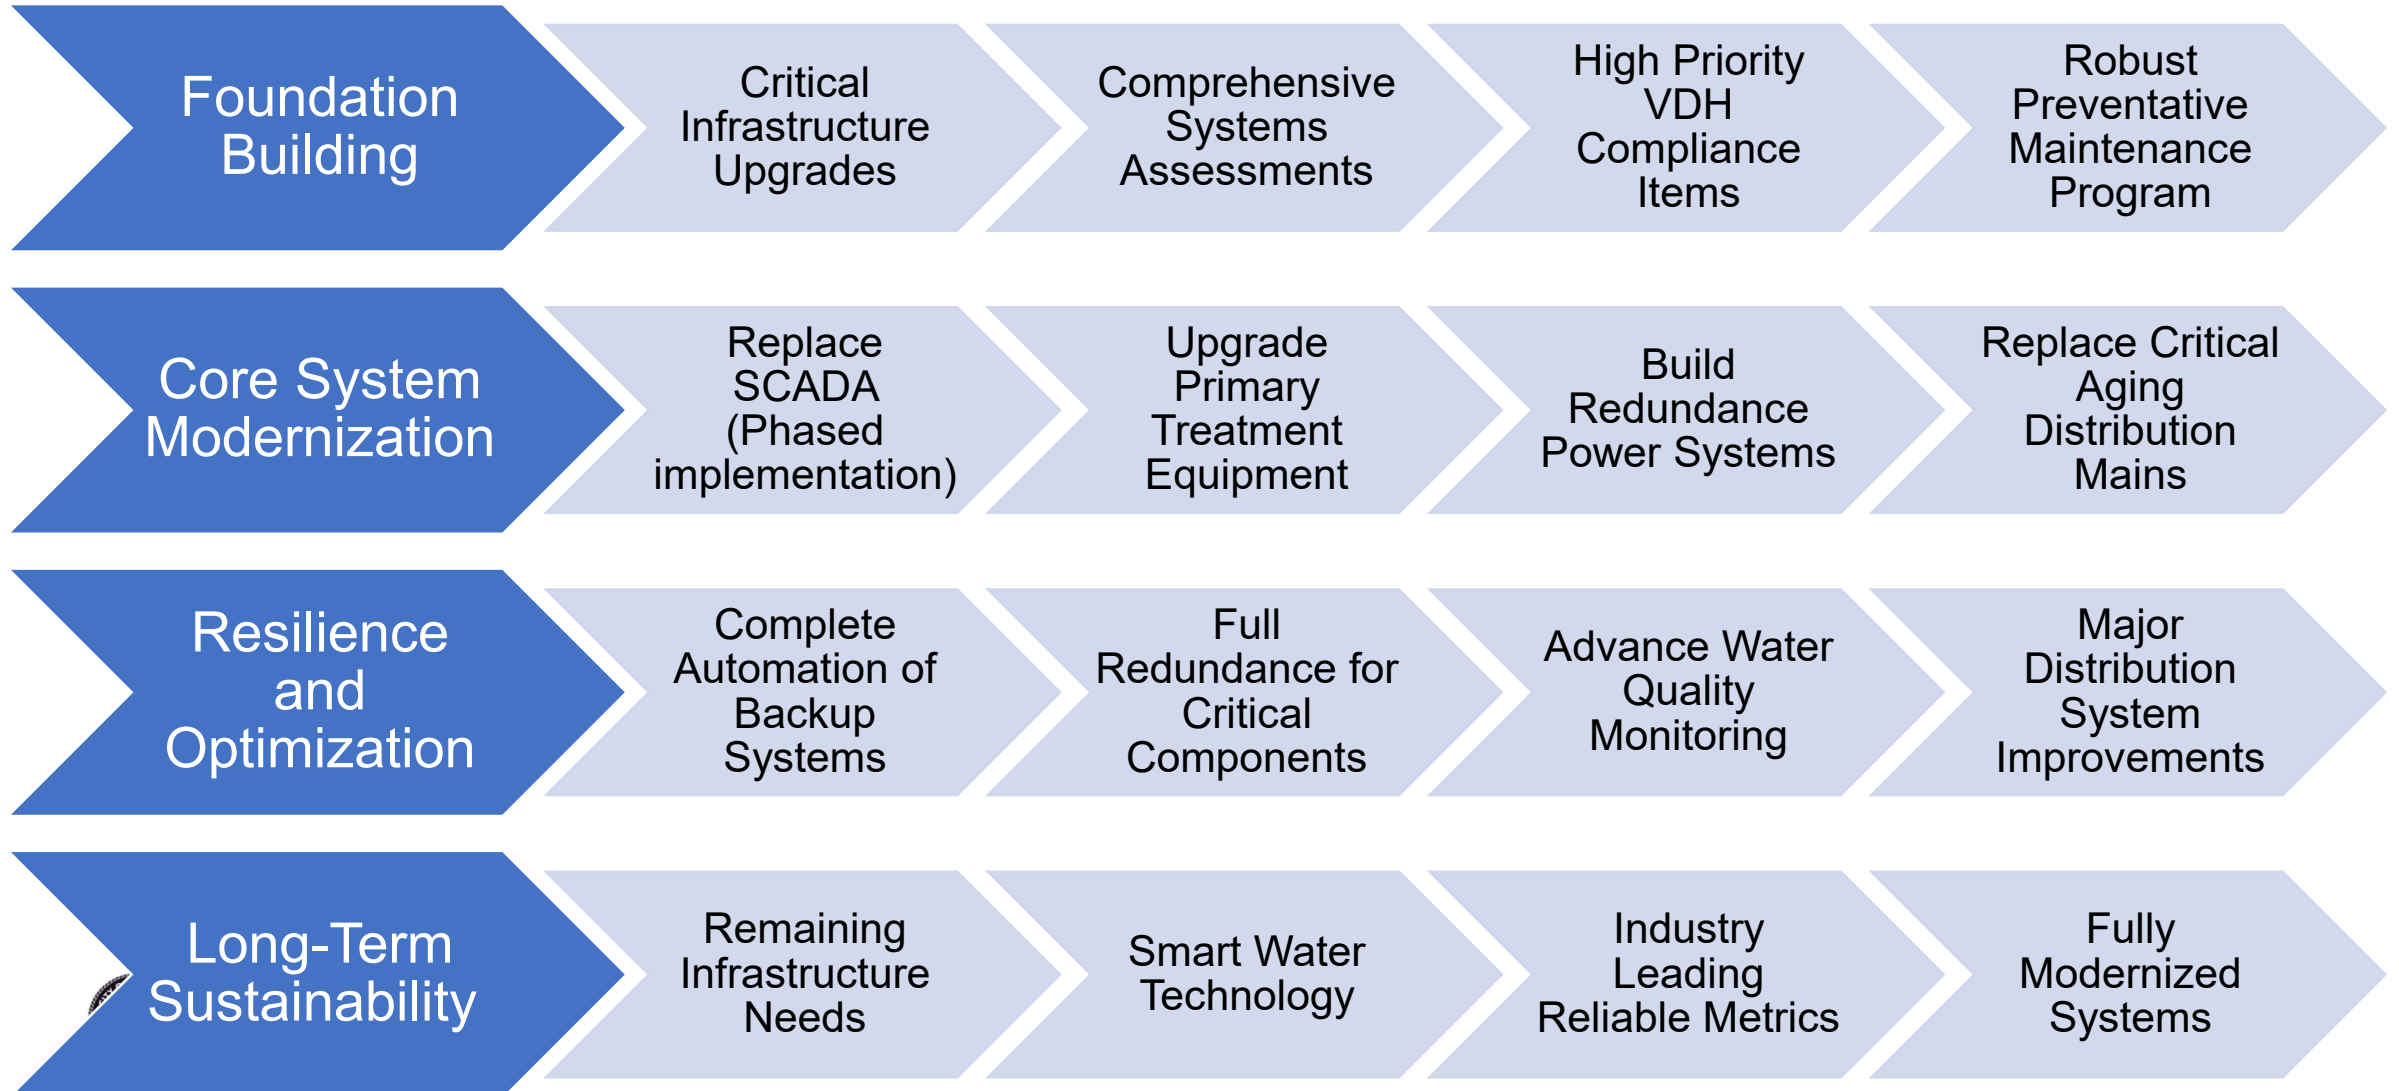 Foundation
Building
Critical
Infrastructure
Upgrades
Comprehensive
Systems
Assessments
High Priority
VDH
Compliance
Items
Robust
Preventative
Maintenance
Program
Core System
Modernization
Replace
SCADA
(Phased
implementation)
Upgrade
Primary
Treatment
Equipment
Build
Redundance
Power Systems
Replace Critical
Aging
Distribution
Mains
Resilience
and
Optimization
Complete
Automation of
Backup
Systems
Full
Redundance for
Critical
Components
Advance Water
Quality
Monitoring
Major
Distribution
System
Improvements
Long-Term
Sustainability
Remaining
Infrastructure
Needs
Smart Water
Technology
Industry
Leading
Reliable Metrics
Fully
Modernized
Systems